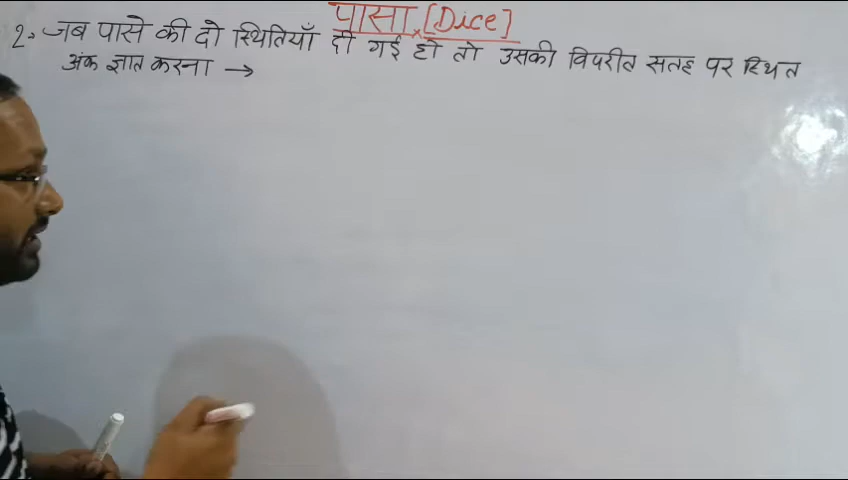 पासा [Dice]
2. जब पासे की दो स्थितियाँ दी गई हो तो उसकी विपरीत सतह पर स्थित
अंक ज्ञात करना →